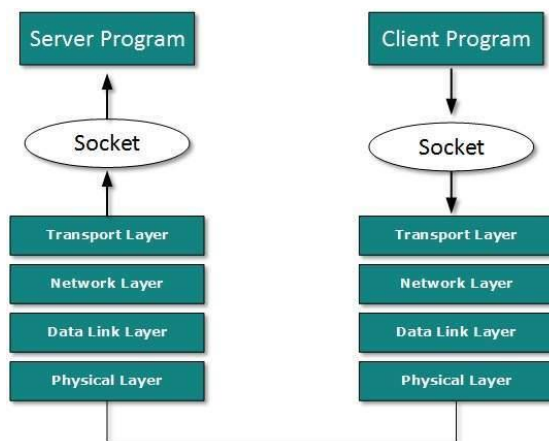 Server Program
Client Program
Socket
Socket
Transport Layer
Transport Layer
Network Layer
Network Layer
Data Link Layer
Data Link Layer
Physical Layer
Physical Layer